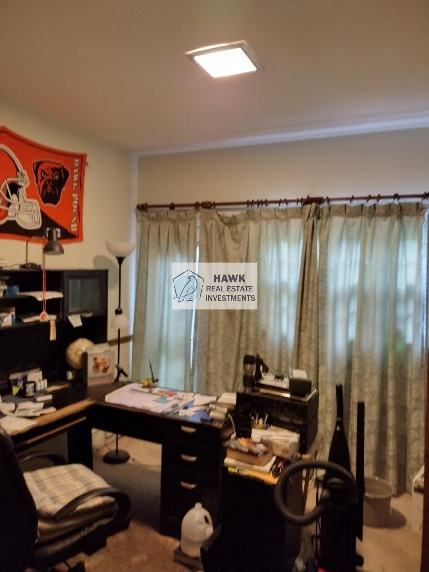 DAWG POUND
HAWK
REAL ESTATE
INVESTMENTS